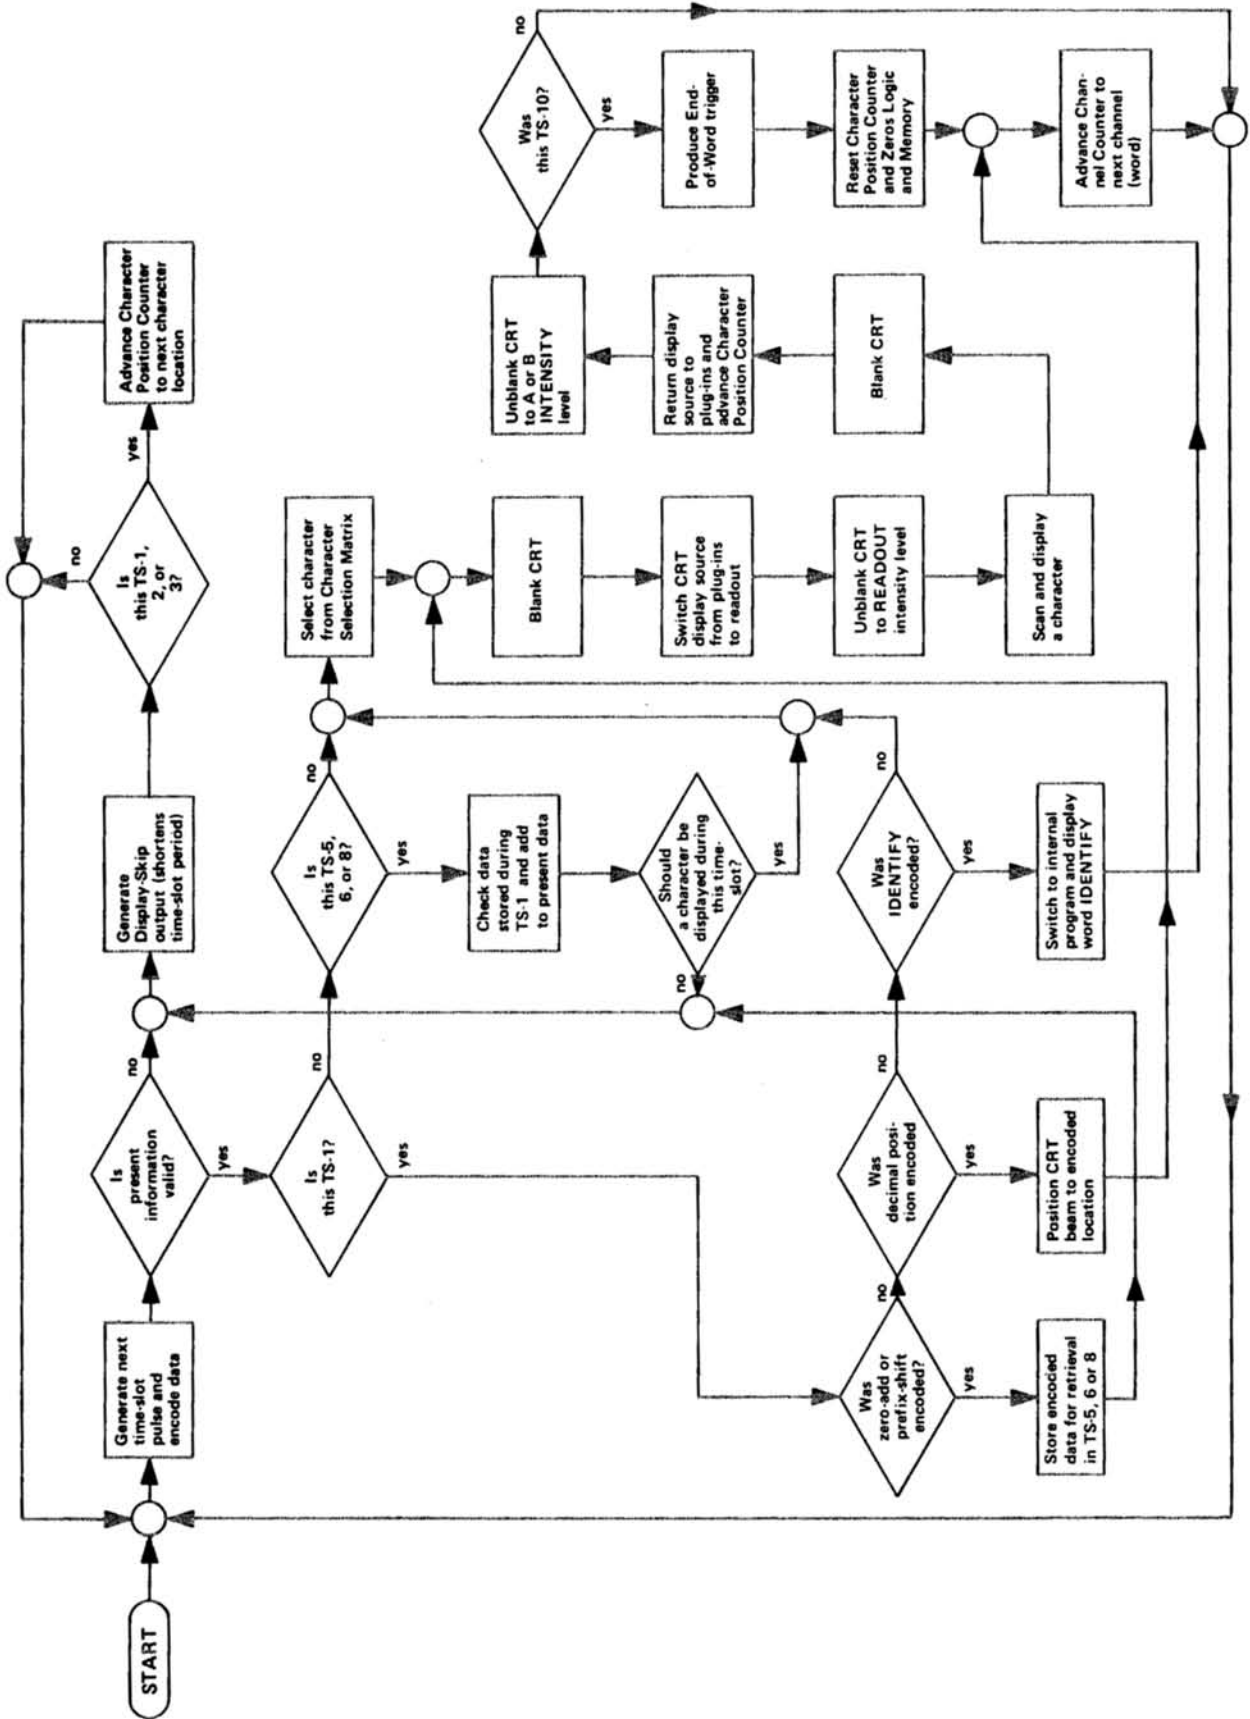 START
Generate next
time-slot
pulse and
encode data
Is
present
information
valid?
no
yes
Generate
Display-Skip
output (shortens
time-slot period)
Is
this TS-1,
2, or
3?
no
yes
Advance Character
Position Counter
to next character
location
Is
this TS-1?
no
yes
Is
this TS-5,
6, or 8?
no
yes
Select character
from Character
Selection Matrix
Check data
stored during
TS-1 and add
to present data
Should
a character be
displayed during
this time-
slot?
no
yes
Was
zero-add or
prefix-shift
encoded?
no
yes
Store encoded
data for retrieval
in TS-5, 6 or 8
Was
decimal posi-
tion encoded
no
yes
Position CRT
beam to encoded
location
Was
IDENTIFY
encoded?
no
yes
Switch to internal
program and display
word IDENTIFY
Blank CRT
Switch CRT
display source
from plug-ins
to readout
Unblank CRT
to READOUT
intensity level
Scan and display
a character
Blank CRT
Return display
source to
plug-ins and
advance Character
Position Counter
Unblank CRT
to A or B
INTENSITY
level
Was
this TS-10?
no
yes
Produce End-
of-Word trigger
Reset Character
Position Counter
and Zeros Logic
and Memory
Advance Chan-
nel Counter to
next channel
(word)